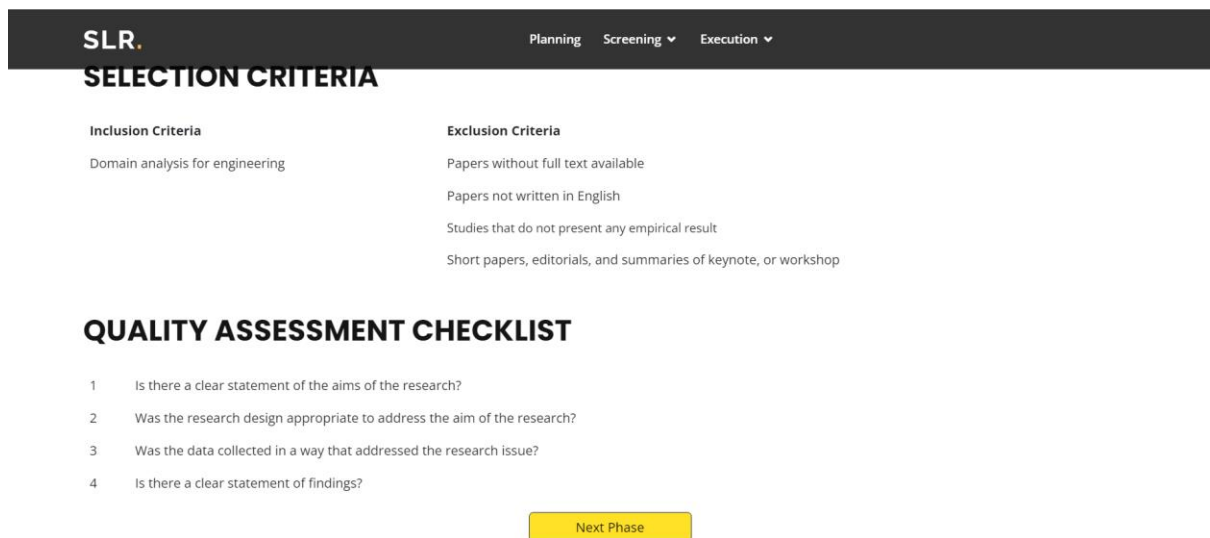 SLR.
Planning Screening Execution
SELECTION CRITERIA
Inclusion Criteria
Domain analysis for engineering
Exclusion Criteria
Papers without full text available
Papers not written in English
Studies that do not present any empirical result
Short papers, editorials, and summaries of keynote, or workshop
QUALITY ASSESSMENT CHECKLIST
1 Is there a clear statement of the aims of the research?
2 Was the research design appropriate to address the aim of the research?
3 Was the data collected in a way that addressed the research issue?
4 Is there a clear statement of findings?
Next Phase